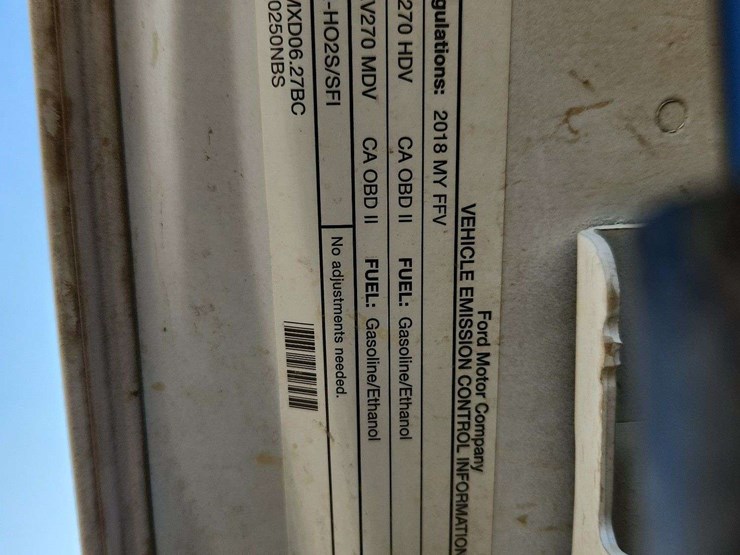 Ford Motor Company
VEHICLE EMISSION CONTROL INFORMATION
gulations: 2018 MY FFV
270 HDV CA OBD II FUEL: Gasoline/Ethanol
V270 MDV CA OBD II FUEL: Gasoline/Ethanol
-HO2S/SFI No adjustments needed.
MXD06.27BC
0250NBS